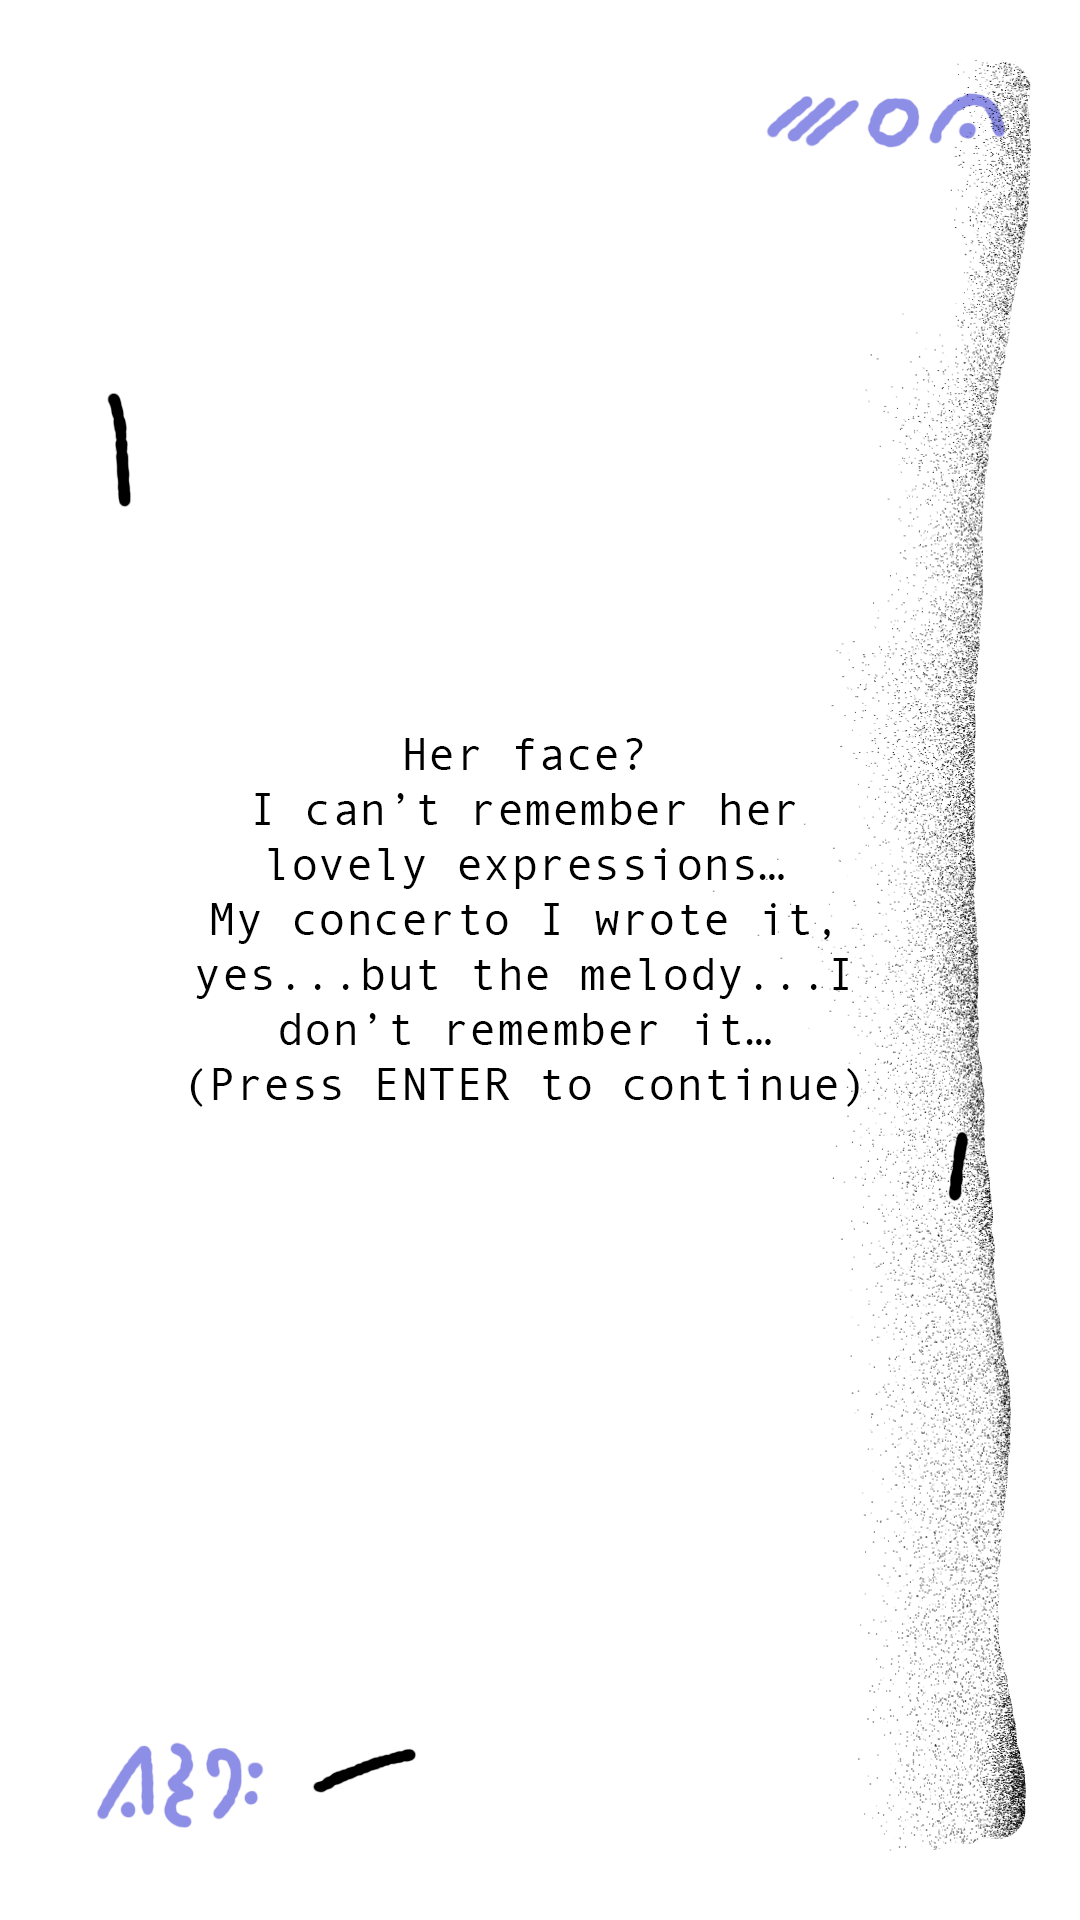 Her face?
I can’t remember her
lovely expressions…
My concerto I wrote it,
yes...but the melody...I
don’t remember it…
(Press ENTER to continue)